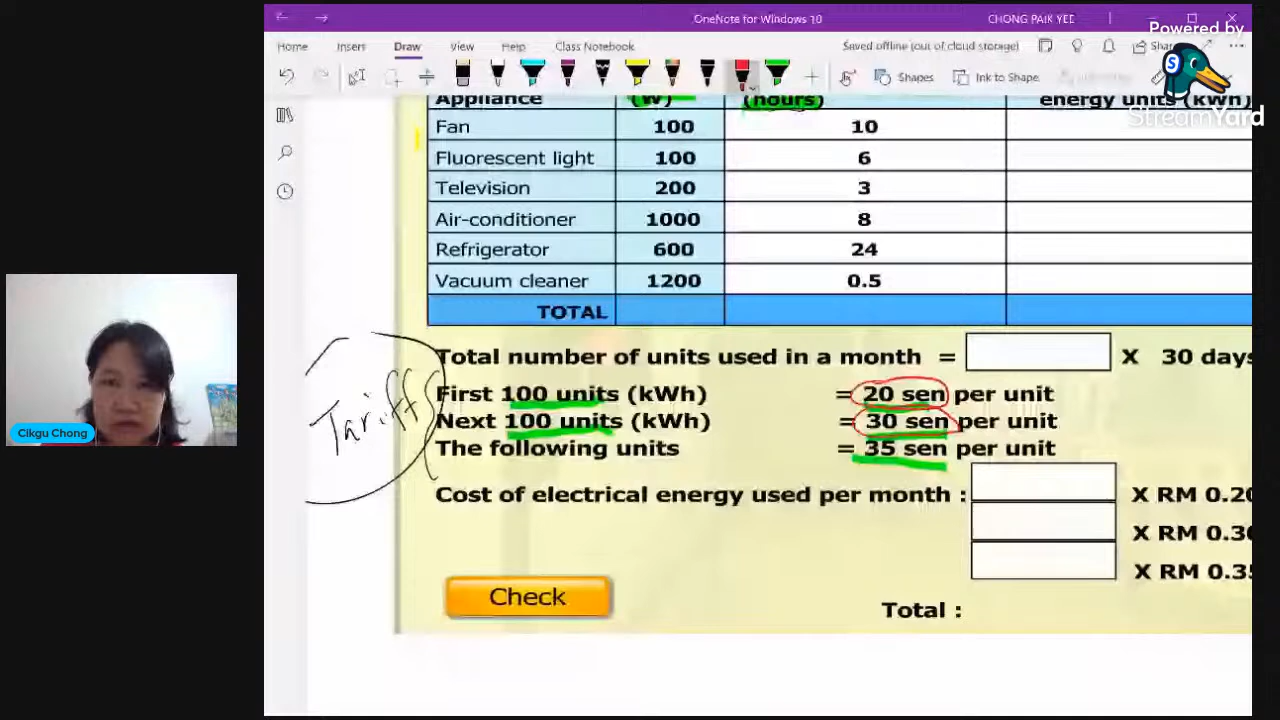 OneNote for Windows 10
CHONG PAIK YEE
Powered by
StreamYard
Home
Insert
Draw
View
Help
Class Notebook
Saved offline (out of cloud storage)
Shapes
Ink to Shape
Appliance (W) (hours) energy units (kWh)
Fan 100 10
Fluorescent light 100 6
Television 200 3
Air-conditioner 1000 8
Refrigerator 600 24
Vacuum cleaner 1200 0.5
TOTAL
Total number of units used in a month = X 30 days
First 100 units (kWh) = 20 sen per unit
Next 100 units (kWh) = 30 sen per unit
The following units = 35 sen per unit
Tariff
Cost of electrical energy used per month : X RM 0.20
X RM 0.30
X RM 0.35
Check
Total :
Cikgu Chong